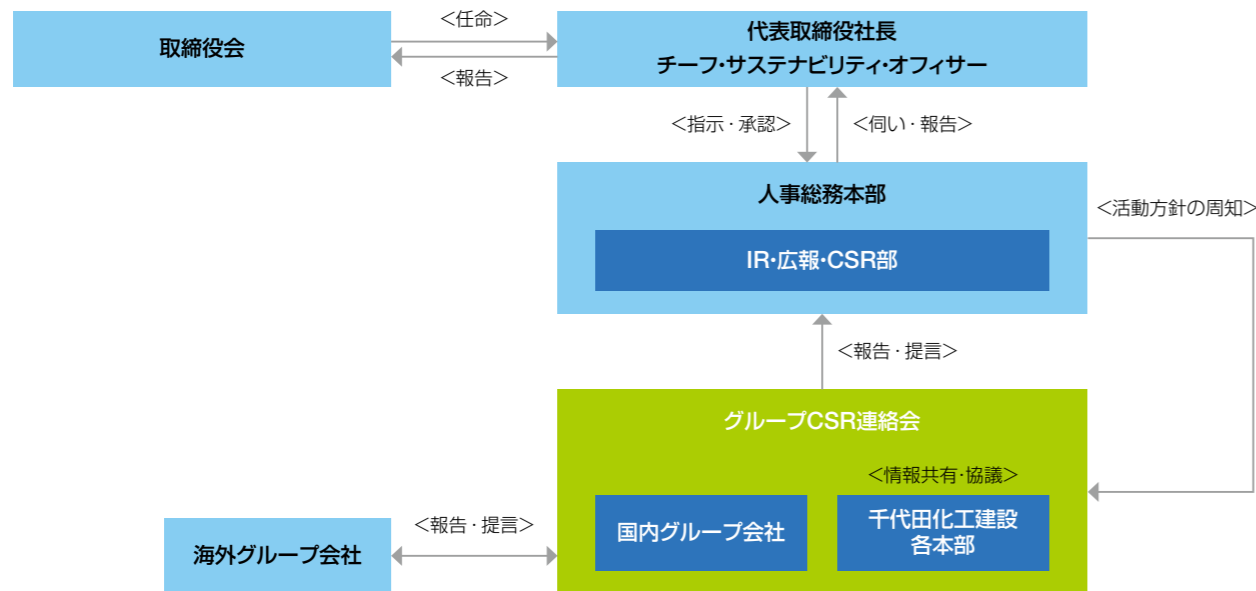 取締役会
＜任命＞
＜報告＞
代表取締役社長
チーフ・サステナビリティ・オフィサー
＜指示・承認＞
＜伺い・報告＞
人事総務本部
IR・広報・CSR部
＜活動方針の周知＞
＜報告・提言＞
グループCSR連絡会
＜情報共有・協議＞
国内グループ会社
千代田化工建設
各本部
＜報告・提言＞
海外グループ会社